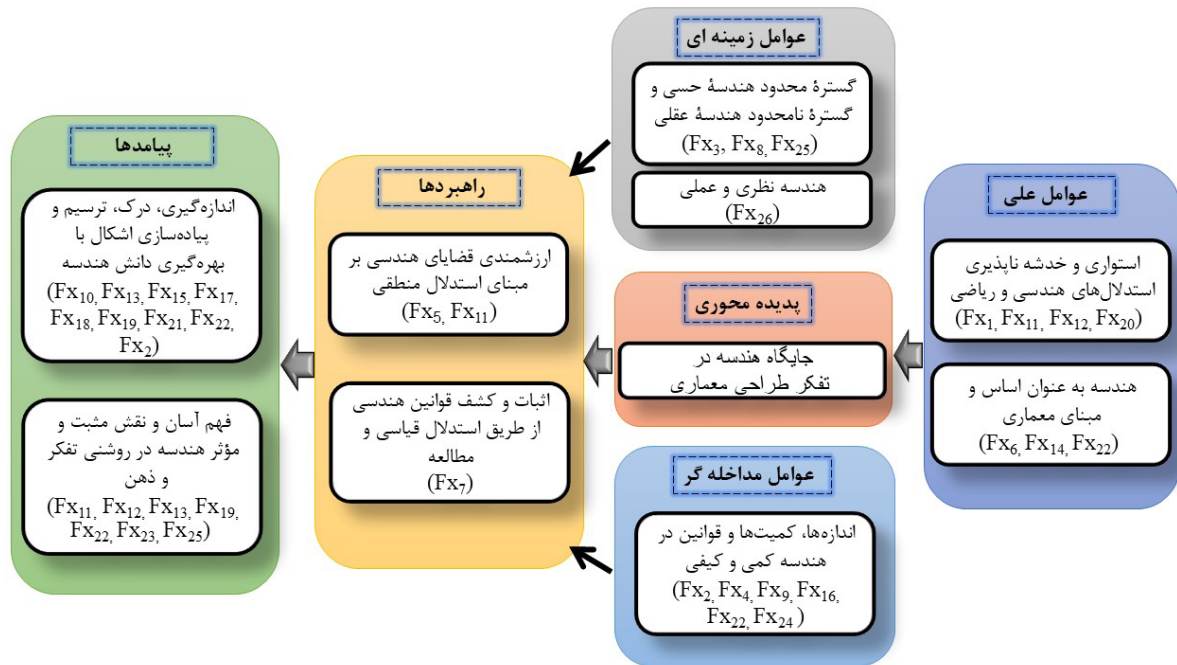 عوامل علی
استواری و خدشه ناپذیری
استدلال‌های هندسی و ریاضی
(Fx1, Fx11, Fx12, Fx20)
هندسه به عنوان اساس و
مبنای معماری
(Fx6, Fx14, Fx22)
عوامل زمینه ای
گسترهٔ محدود هندسهٔ حسی و
گسترهٔ نامحدود هندسهٔ عقلی
(Fx3, Fx8, Fx25)
هندسه نظری و عملی
(Fx26)
پدیده محوری
جایگاه هندسه در
تفکر طراحی معماری
عوامل مداخله گر
اندازه‌ها، کمیت‌ها و قوانین در
هندسه کمی و کیفی
(Fx2, Fx4, Fx9, Fx16,
Fx22, Fx24)
راهبردها
ارزشمندی قضایای هندسی بر
مبنای استدلال منطقی
(Fx5, Fx11)
اثبات و کشف قوانین هندسی
از طریق استدلال قیاسی و
مطالعه
(Fx7)
پیامدها
اندازه‌گیری، درک، ترسیم و
پیاده‌سازی اشکال با
بهره‌گیری دانش هندسه
(Fx10, Fx13, Fx15, Fx17,
Fx18, Fx19, Fx21, Fx22,
Fx2)
فهم آسان و نقش مثبت و
مؤثر هندسه در روشنی تفکر
و ذهن
(Fx11, Fx12, Fx13, Fx19,
Fx22, Fx23, Fx25)